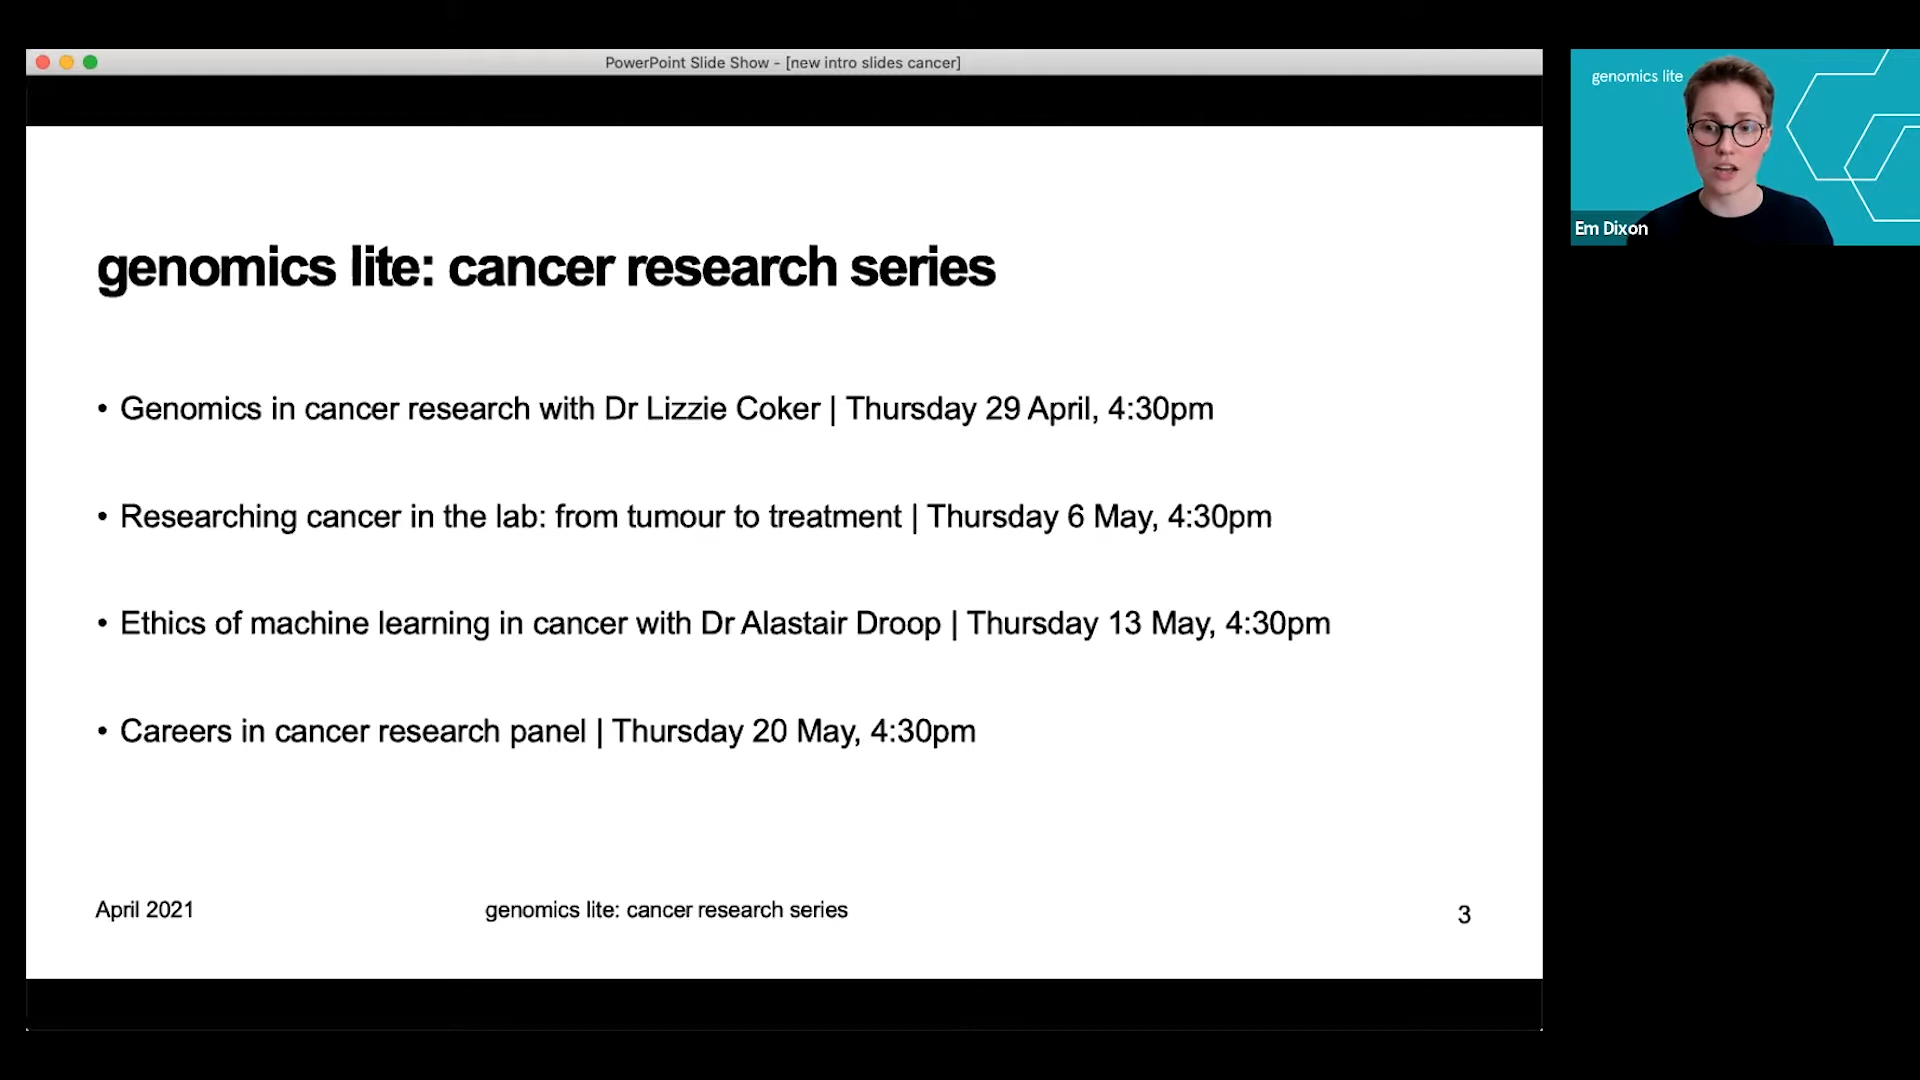 PowerPoint Slide Show - [new intro slides cancer]
genomics lite
Em Dixon
genomics lite: cancer research series
• Genomics in cancer research with Dr Lizzie Coker | Thursday 29 April, 4:30pm
• Researching cancer in the lab: from tumour to treatment | Thursday 6 May, 4:30pm
• Ethics of machine learning in cancer with Dr Alastair Droop | Thursday 13 May, 4:30pm
• Careers in cancer research panel | Thursday 20 May, 4:30pm
April 2021
genomics lite: cancer research series
3